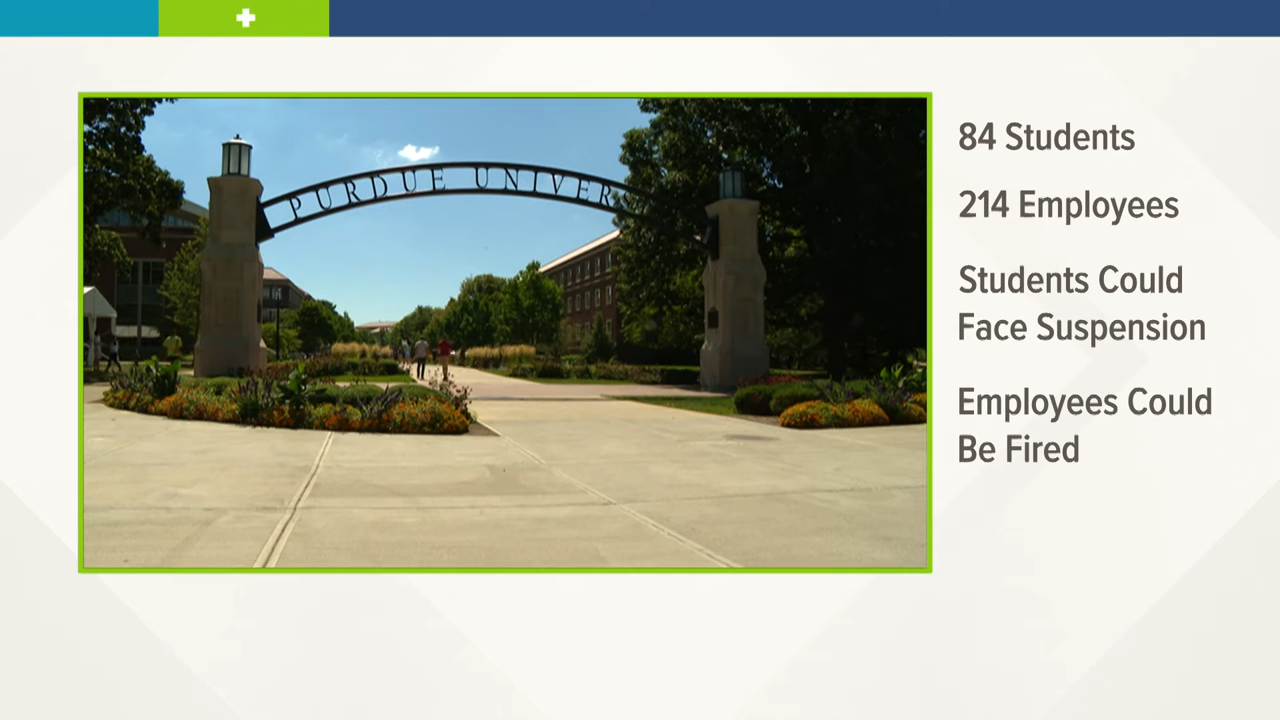 PURDUE UNIVER
84 Students
214 Employees
Students Could
Face Suspension
Employees Could
Be Fired